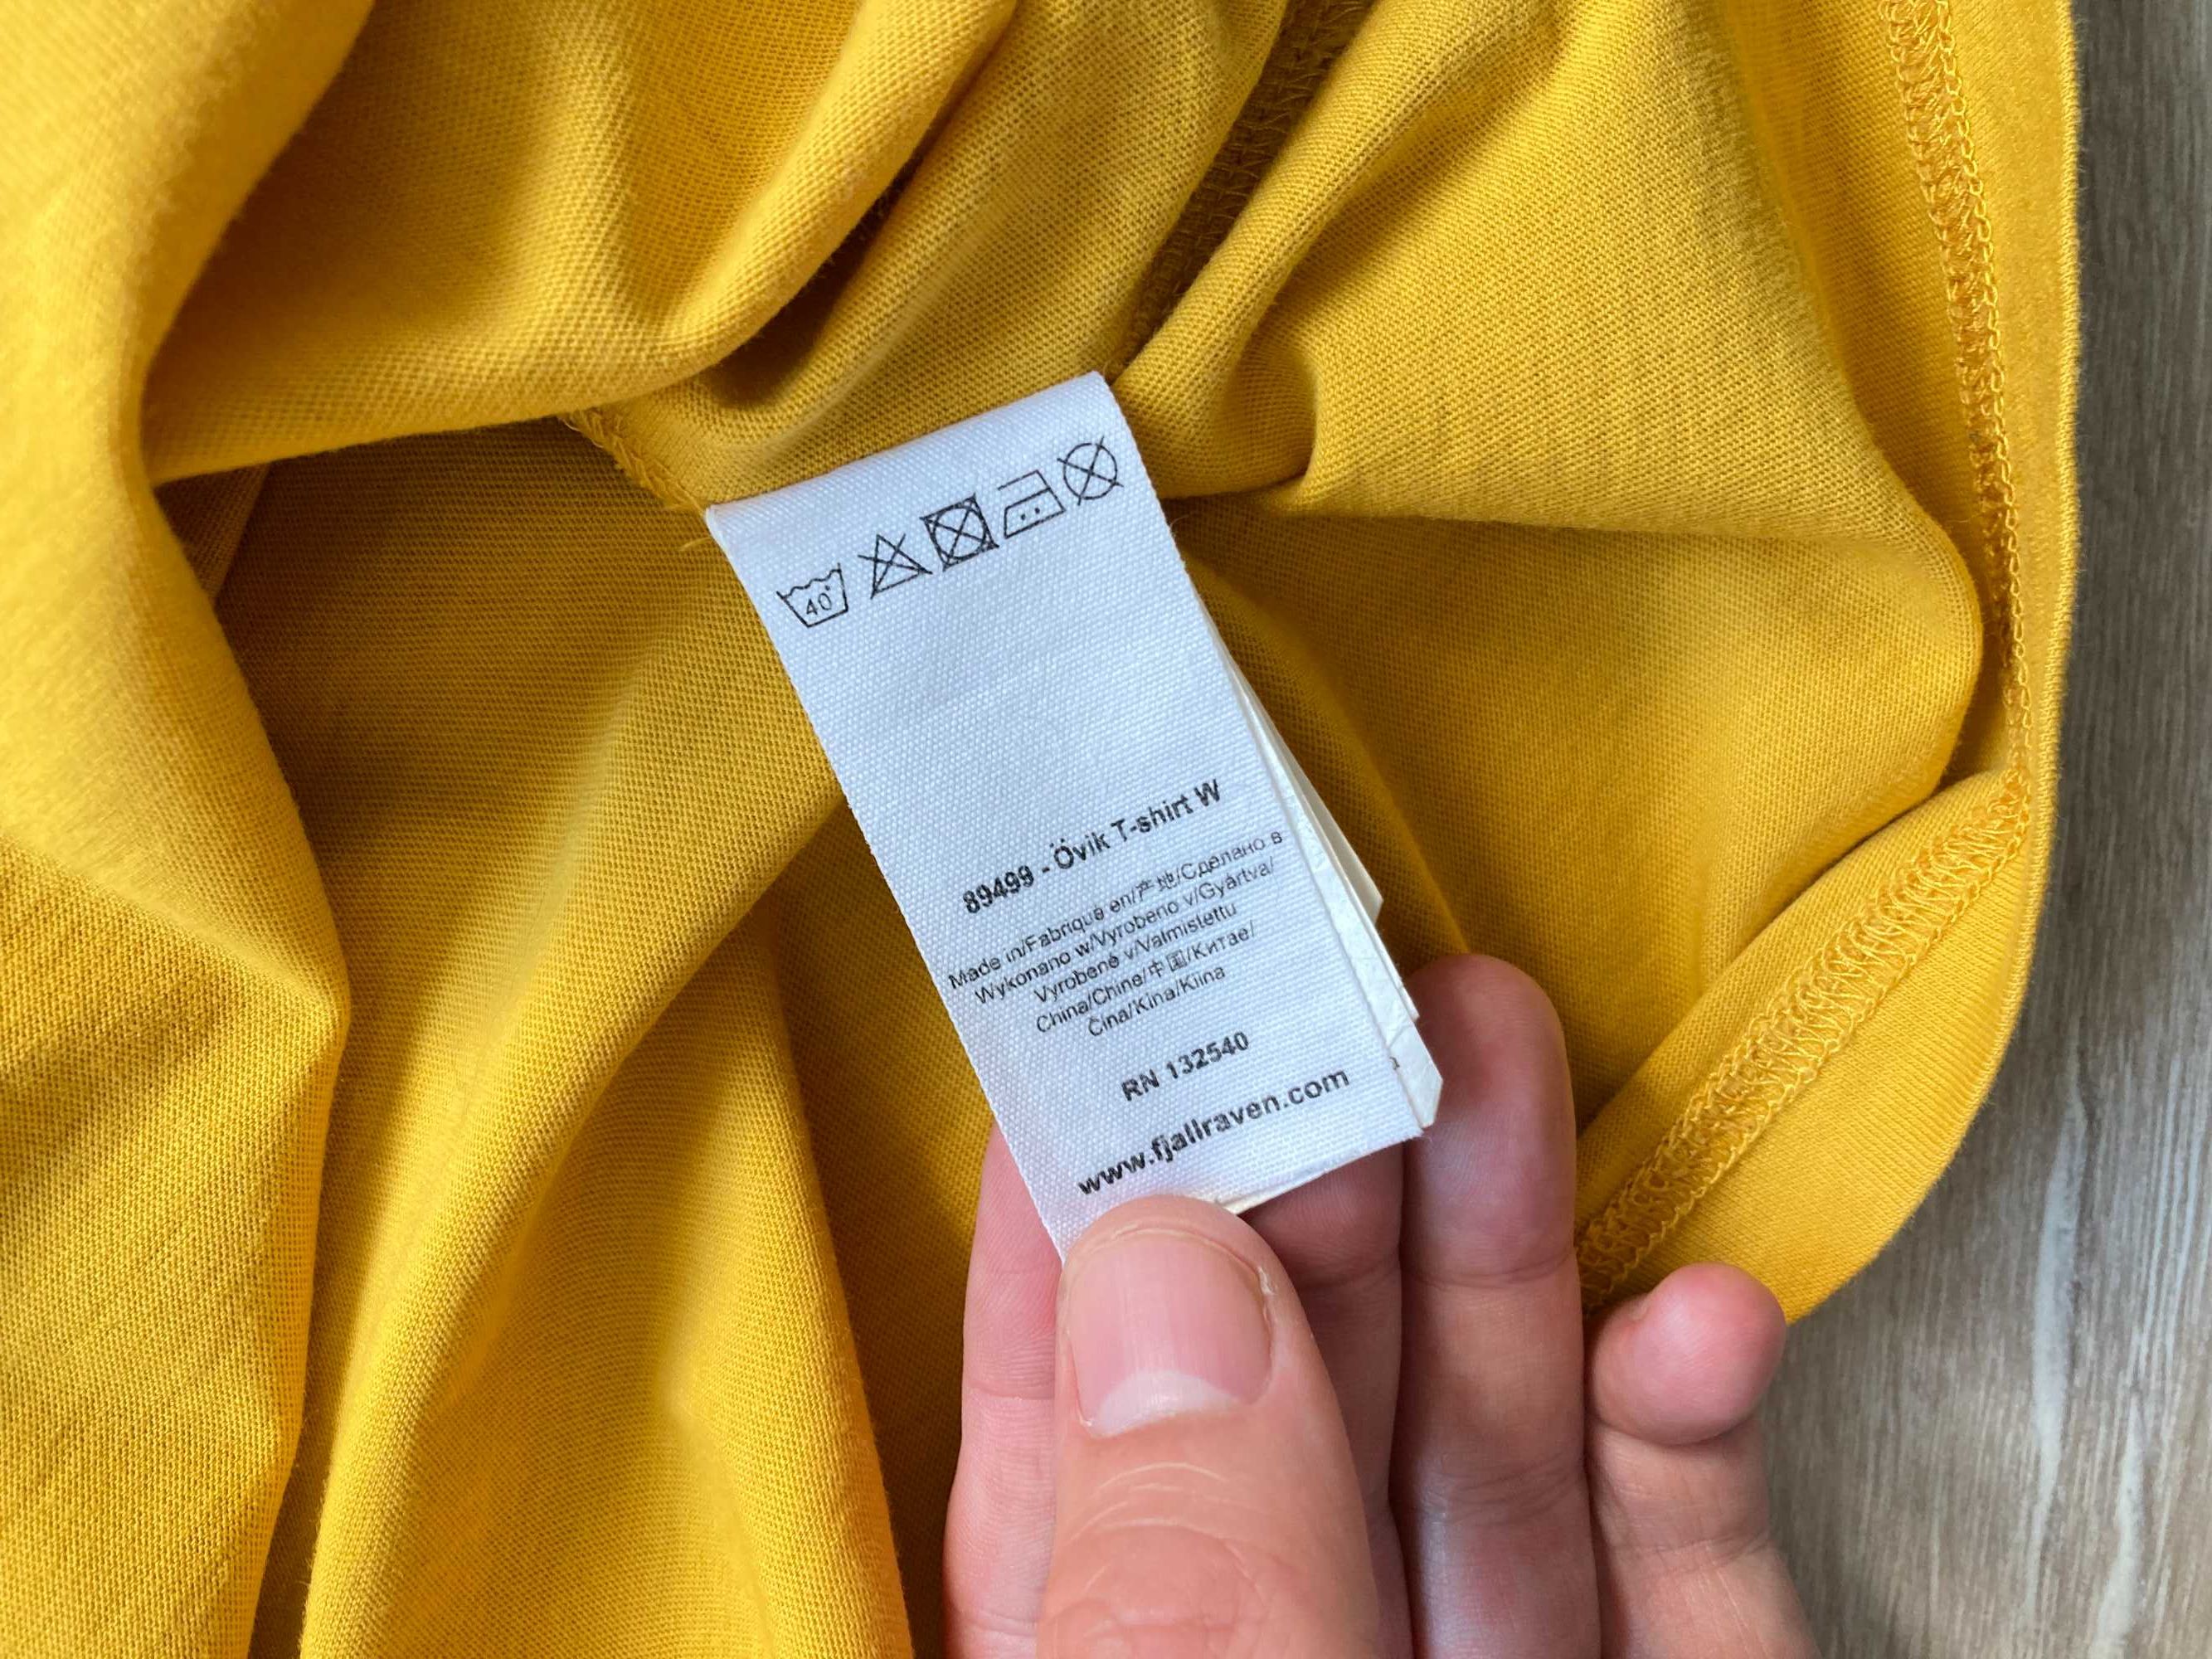 40°
89499 - Övik T-shirt W
Made in/Fabriqué en/产地/Сделано в
Wykonano w/Vyrobeno v/Gyártva/
Vyrobené v/Valmistettu
China/Chine/中国/Китае/
Čína/Kína/Kiina
RN 132540
www.fjallraven.com